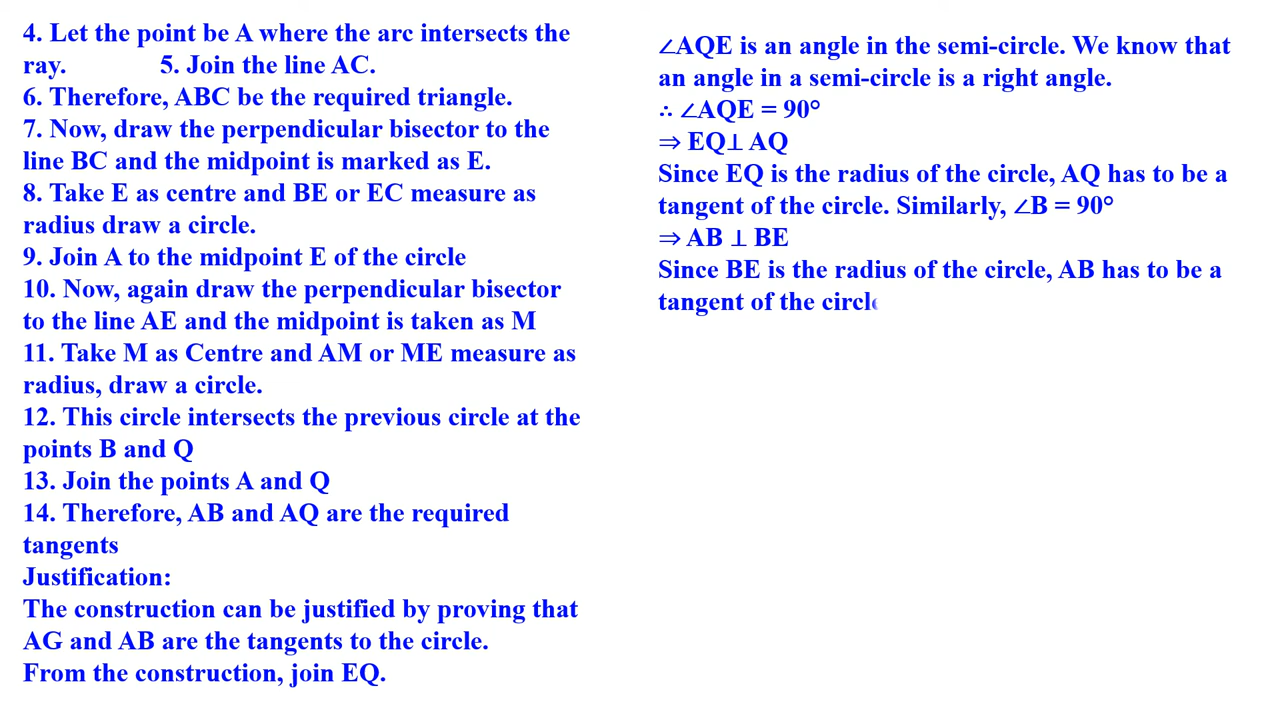 4. Let the point be A where the arc intersects the
ray. 5. Join the line AC.
6. Therefore, ABC be the required triangle.
7. Now, draw the perpendicular bisector to the
line BC and the midpoint is marked as E.
8. Take E as centre and BE or EC measure as
radius draw a circle.
9. Join A to the midpoint E of the circle
10. Now, again draw the perpendicular bisector
to the line AE and the midpoint is taken as M
11. Take M as Centre and AM or ME measure as
radius, draw a circle.
12. This circle intersects the previous circle at the
points B and Q
13. Join the points A and Q
14. Therefore, AB and AQ are the required
tangents
Justification:
The construction can be justified by proving that
AG and AB are the tangents to the circle.
From the construction, join EQ.
∠AQE is an angle in the semi-circle. We know that
an angle in a semi-circle is a right angle.
∴ ∠AQE = 90°
⇒ EQ⊥ AQ
Since EQ is the radius of the circle, AQ has to be a
tangent of the circle. Similarly, ∠B = 90°
⇒ AB ⊥ BE
Since BE is the radius of the circle, AB has to be a
tangent of the circle